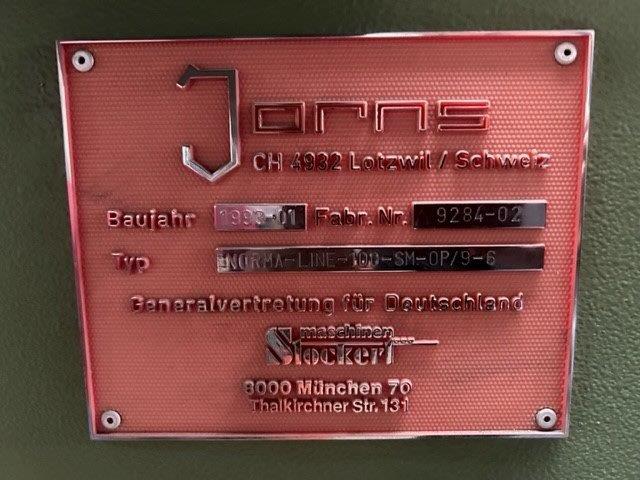 Jorns
CH 4932 Lotzwil / Schweiz
Baujahr 1993-01 Fabr. Nr. 9284-02
Typ NORMA-LINE-100-SM-OP/9-6
Generalvertretung für Deutschland
maschinen
Stockert
8000 München 70
Thalkirchner Str. 131